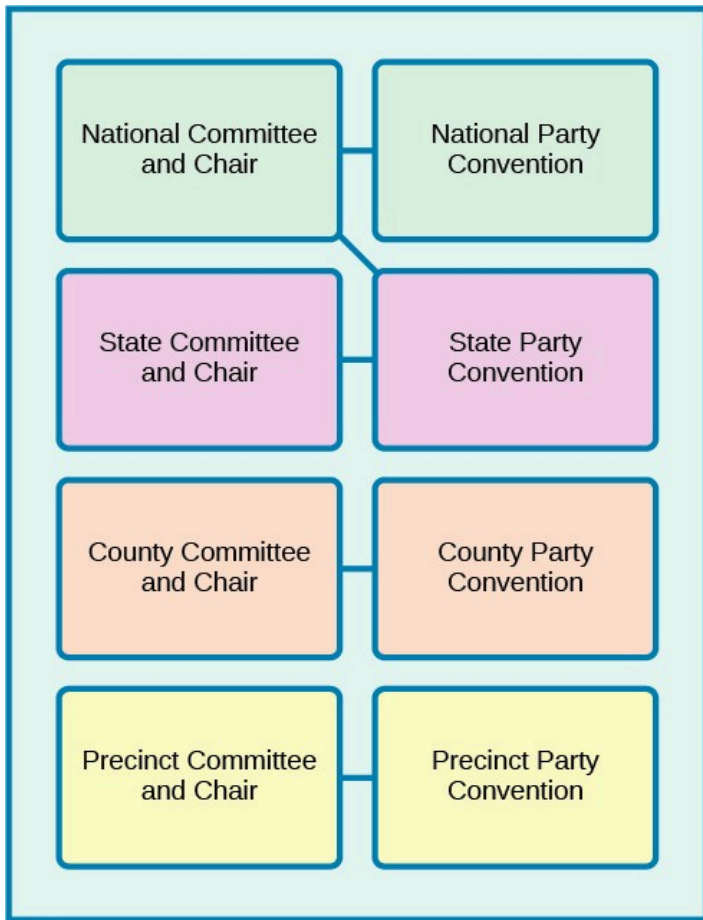 National Committee
and Chair
National Party
Convention
State Committee
and Chair
State Party
Convention
County Committee
and Chair
County Party
Convention
Precinct Committee
and Chair
Precinct Party
Convention